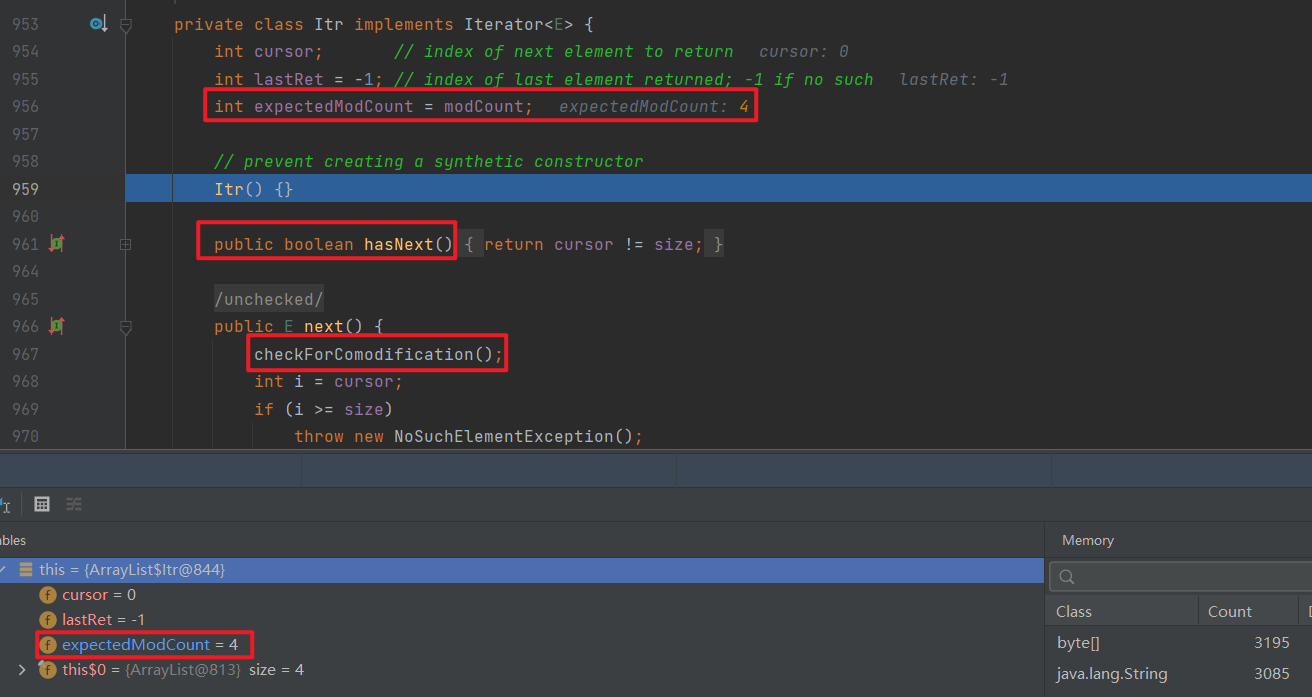 953 private class Itr implements Iterator<E> {
954 int cursor; // index of next element to return cursor: 0
955 int lastRet = -1; // index of last element returned; -1 if no such lastRet: -1
956 int expectedModCount = modCount; expectedModCount: 4
957
958 // prevent creating a synthetic constructor
959 Itr() {}
960
961 public boolean hasNext() { return cursor != size; }
964
965 /unchecked/
966 public E next() {
967 checkForComodification();
968 int i = cursor;
969 if (i >= size)
970 throw new NoSuchElementException();
bles
this = {ArrayList$Itr@844}
f cursor = 0
f lastRet = -1
f expectedModCount = 4
f this$0 = {ArrayList@813} size = 4
Memory
Class Count
byte[] 3195
java.lang.String 3085